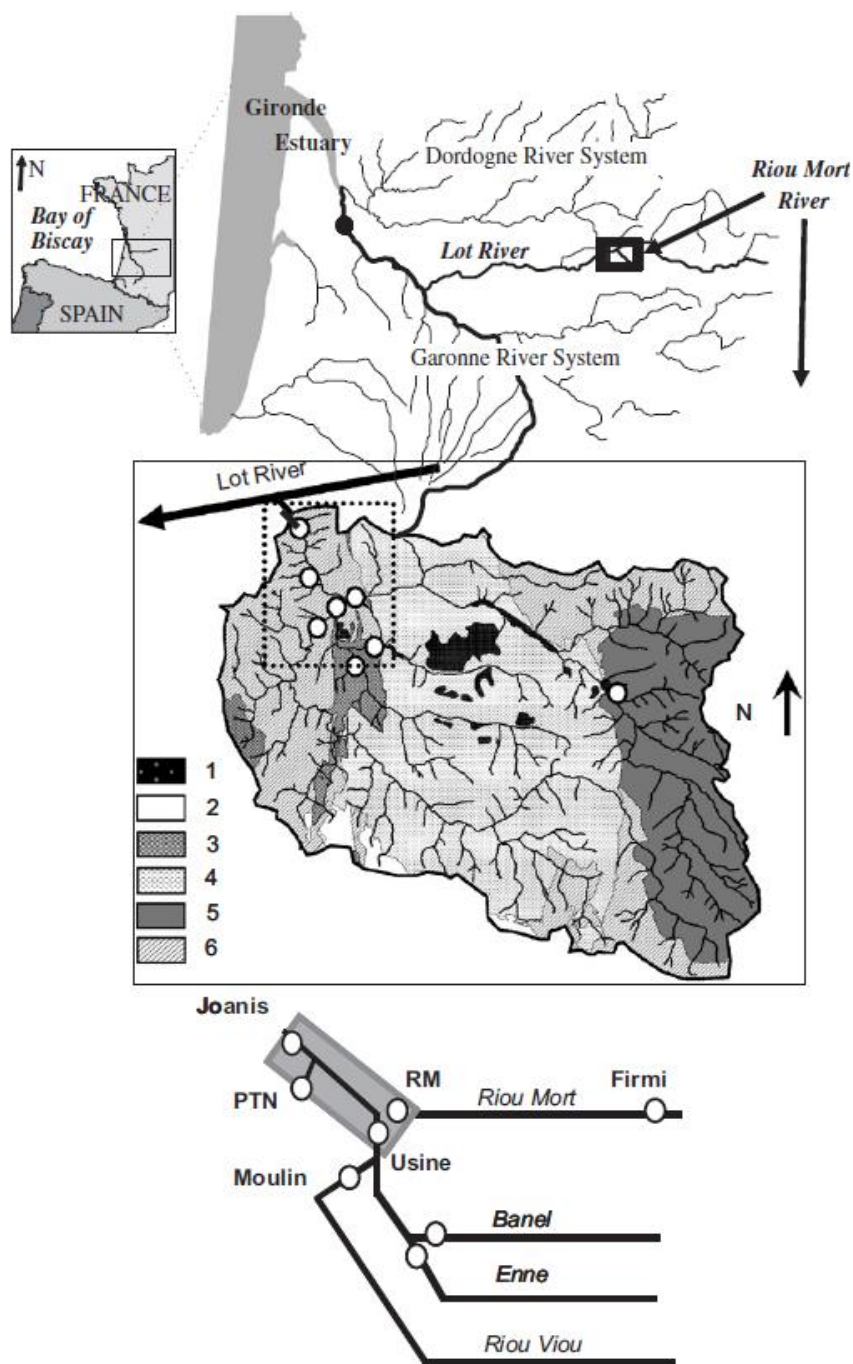 Gironde
Estuary
Dordogne River System
Riou Mort
River
N
FRANCE
Bay of
Biscay
Lot River
SPAIN
Garonne River System
Lot River
N
1
2
3
4
5
6
Joanis
RM
Firmi
PTN
Riou Mort
Usine
Moulin
Banel
Enne
Riou Viou